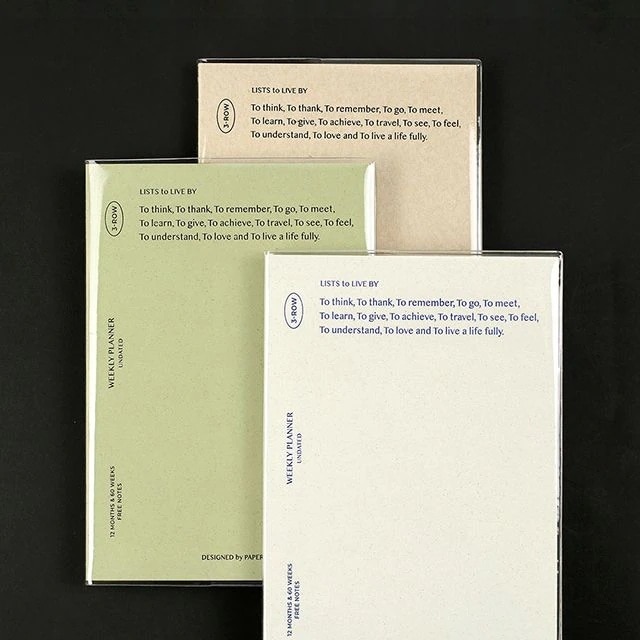 LISTS to LIVE BY
3-ROW
To think, To thank, To remember, To go, To meet,
To learn, To give, To achieve, To travel, To see, To feel,
To understand, To love and To live a life fully.
LISTS to LIVE BY
3-ROW
To think, To thank, To remember, To go, To meet,
To learn, To give, To achieve, To travel, To see, To feel,
To understand, To love and To live a life fully.
WEEKLY PLANNER
UNDATED
12 MONTHS & 60 WEEKS
FREE NOTES
DESIGNED by PAPER
LISTS to LIVE BY
3-ROW
To think, To thank, To remember, To go, To meet,
To learn, To give, To achieve, To travel, To see, To feel,
To understand, To love and To live a life fully.
WEEKLY PLANNER
UNDATED
12 MONTHS & 60 WEEKS
FREE NOTES